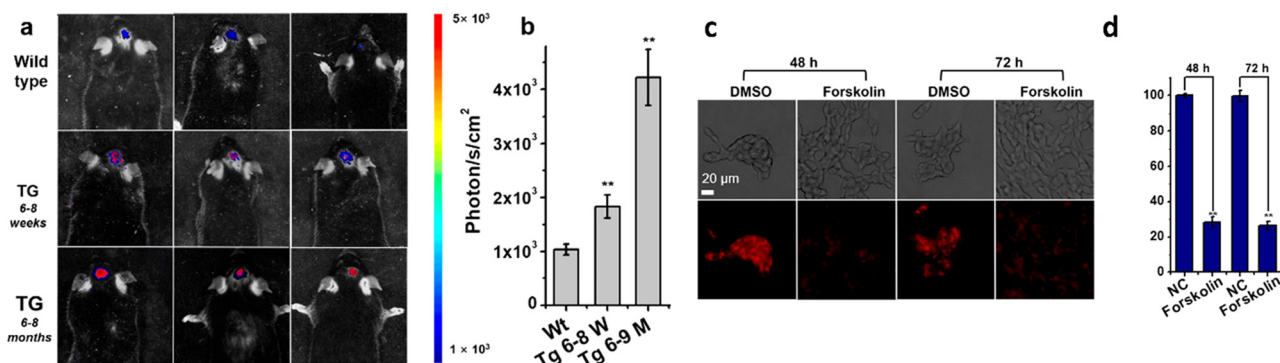 a
Wild
type
TG
6-8
weeks
TG
6-8
months
5× 10³
1 × 10³
b
Photon/s/cm²
5x10³
4x10³
3x10³
2x10³
1x10³
0
**
**
Wt
Tg 6-8 W
Tg 6-9 M
c
48 h
72 h
DMSO
Forskolin
DMSO
Forskolin
20 µm
d
48 h
72 h
100
80
60
40
20
0
**
**
NC
Forskolin
NC
Forskolin